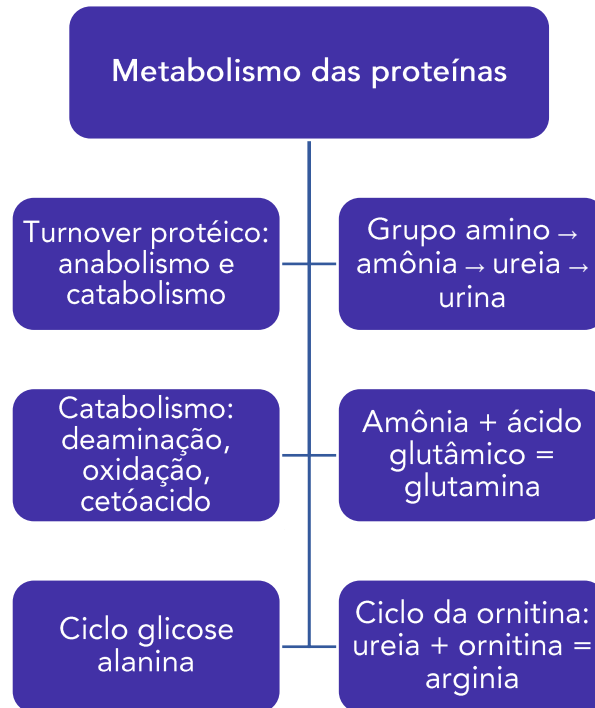 Metabolismo das proteínas
Turnover protéico:
anabolismo e
catabolismo
Grupo amino →
amônia → ureia →
urina
Catabolismo:
deaminação,
oxidação,
cetóacido
Amônia + ácido
glutâmico =
glutamina
Ciclo glicose
alanina
Ciclo da ornitina:
ureia + ornitina =
arginia